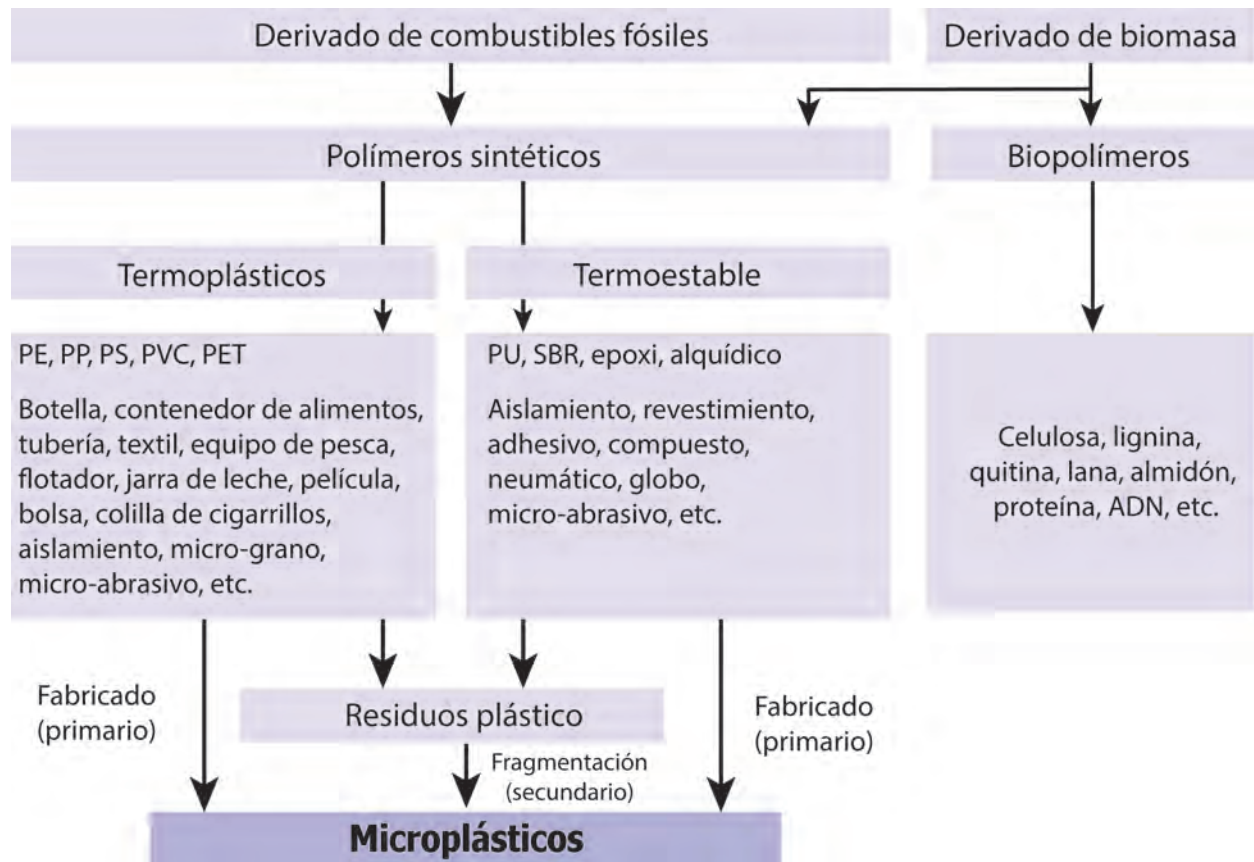 Derivado de combustibles fósiles
Derivado de biomasa
Polímeros sintéticos
Biopolímeros
Termoplásticos
Termoestable
PE, PP, PS, PVC, PET
Botella, contenedor de alimentos,
tubería, textil, equipo de pesca,
flotador, jarra de leche, película,
bolsa, colilla de cigarrillos,
aislamiento, micro-grano,
micro-abrasivo, etc.
PU, SBR, epoxi, alquídico
Aislamiento, revestimiento,
adhesivo, compuesto,
neumático, globo,
micro-abrasivo, etc.
Celulosa, lignina,
quitina, lana, almidón,
proteína, ADN, etc.
Fabricado
(primario)
Residuos plástico
Fabricado
(primario)
Fragmentación
(secundario)
Microplásticos